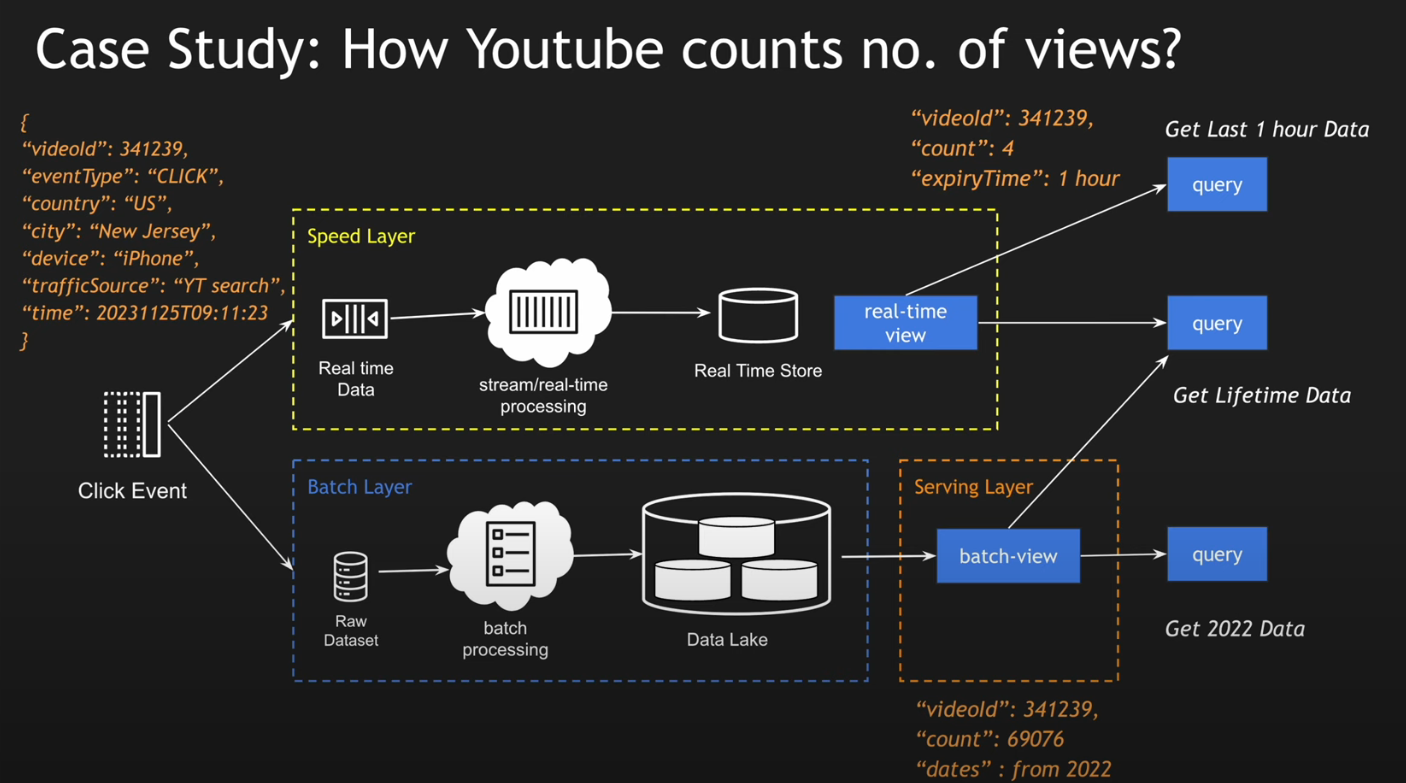 Case Study: How Youtube counts no. of views?
{
“videoId”: 341239,
“eventType”: “CLICK”,
“country”: “US”,
“city”: “New Jersey”,
“device”: “iPhone”,
“trafficSource”: “YT search”,
“time”: 20231125T09:11:23
}
Click Event
Speed Layer
Real time
Data
stream/real-time
processing
Real Time Store
real-time
view
“videoId”: 341239,
“count”: 4
“expiryTime”: 1 hour
Get Last 1 hour Data
query
query
Get Lifetime Data
Batch Layer
Raw
Dataset
batch
processing
Data Lake
Serving Layer
batch-view
query
Get 2022 Data
“videoId”: 341239,
“count”: 69076
“dates” : from 2022